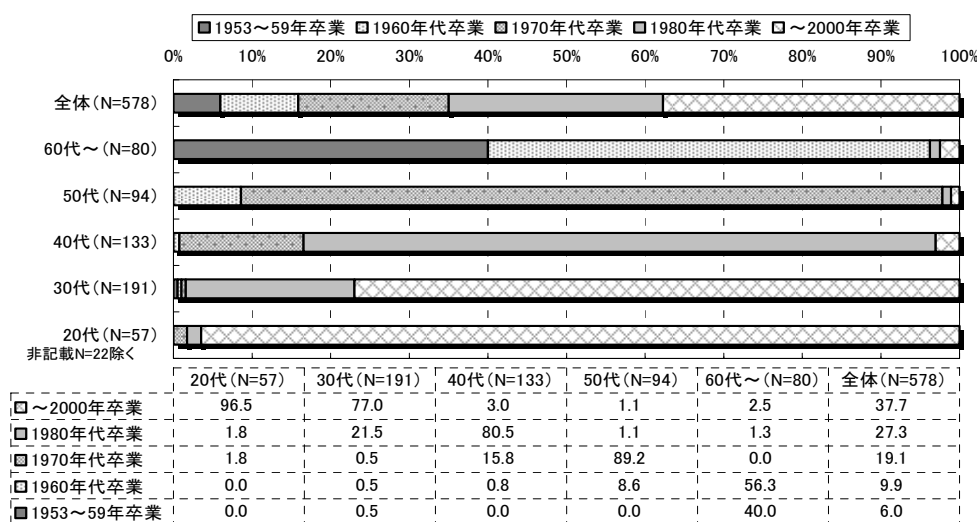 ■1953～59年卒業 □1960年代卒業 ▩1970年代卒業 ■1980年代卒業 □～2000年卒業
0% 10% 20% 30% 40% 50% 60% 70% 80% 90% 100%
全体(N=578)
60代～(N=80)
50代(N=94)
40代(N=133)
30代(N=191)
20代(N=57)
非記載N=22除く
20代(N=57) 30代(N=191) 40代(N=133) 50代(N=94) 60代～(N=80) 全体(N=578)
□～2000年卒業 96.5 77.0 3.0 1.1 2.5 37.7
■1980年代卒業 1.8 21.5 80.5 1.1 1.3 27.3
▩1970年代卒業 1.8 0.5 15.8 89.2 0.0 19.1
□1960年代卒業 0.0 0.5 0.8 8.6 56.3 9.9
■1953～59年卒業 0.0 0.5 0.0 0.0 40.0 6.0